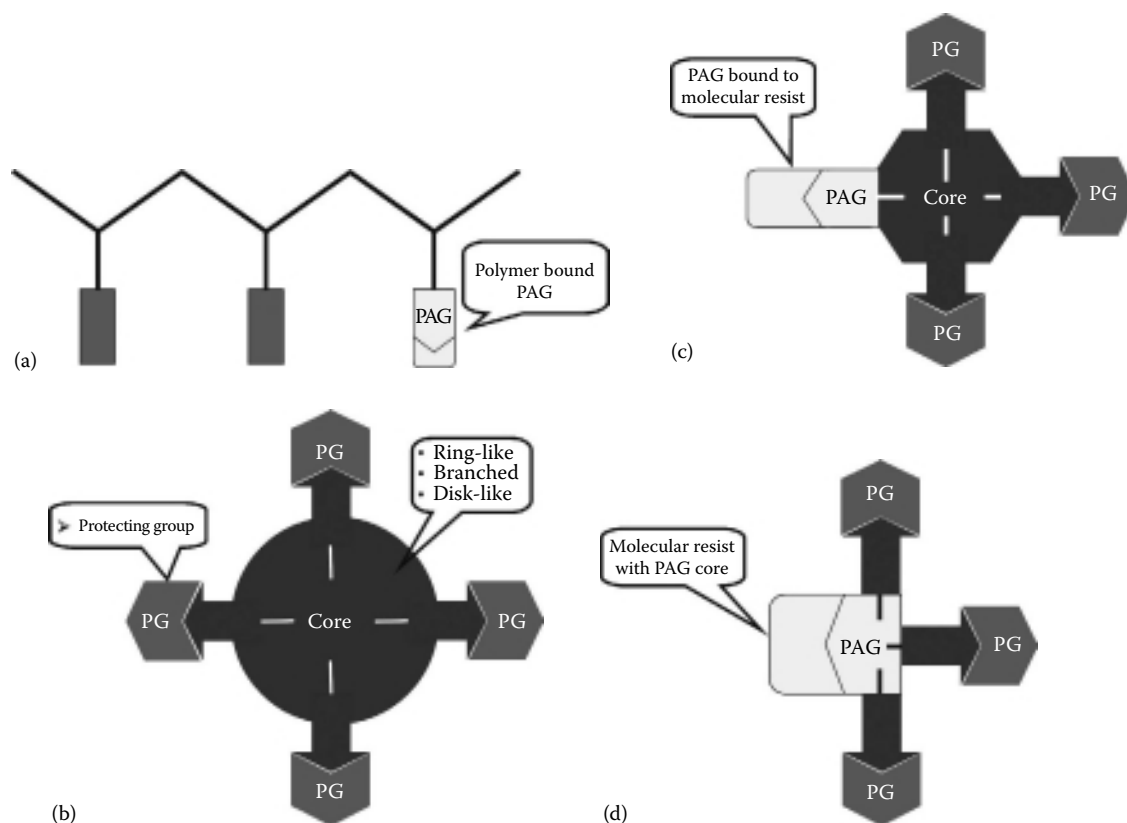 PAG
Polymer bound
PAG
(a)
PG
• Ring-like
• Branched
• Disk-like
➤ Protecting group
PG
Core
PG
PG
(b)
PG
PAG bound to
molecular resist
PAG
Core
PG
PG
(c)
PG
Molecular resist
with PAG core
PAG
PG
PG
(d)